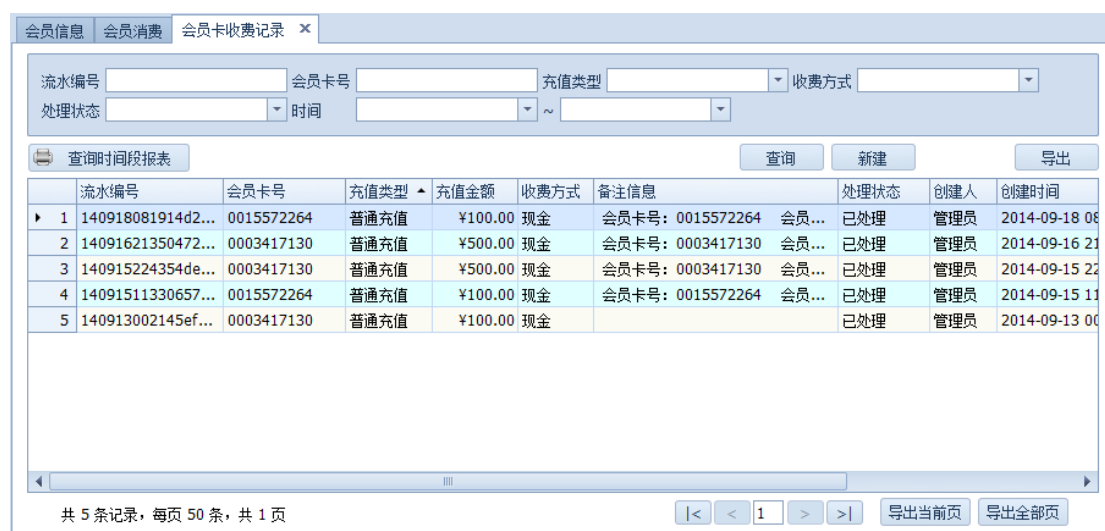 会员信息 会员消费 会员卡收费记录 ×
流水编号 会员卡号 充值类型 收费方式
处理状态 时间 ~
查询时间段报表 查询 新建 导出
流水编号 会员卡号 充值类型 充值金额 收费方式 备注信息 处理状态 创建人 创建时间
1 140918081914d2... 0015572264 普通充值 ¥100.00 现金 会员卡号：0015572264 会员... 已处理 管理员 2014-09-18 08
2 14091621350472... 0003417130 普通充值 ¥500.00 现金 会员卡号：0003417130 会员... 已处理 管理员 2014-09-16 21
3 140915224354de... 0003417130 普通充值 ¥500.00 现金 会员卡号：0003417130 会员... 已处理 管理员 2014-09-15 22
4 14091511330657... 0015572264 普通充值 ¥100.00 现金 会员卡号：0015572264 会员... 已处理 管理员 2014-09-15 11
5 140913002145ef... 0003417130 普通充值 ¥100.00 现金 已处理 管理员 2014-09-13 00
共 5 条记录，每页 50 条，共 1 页 |< < 1 > >| 导出当前页 导出全部页